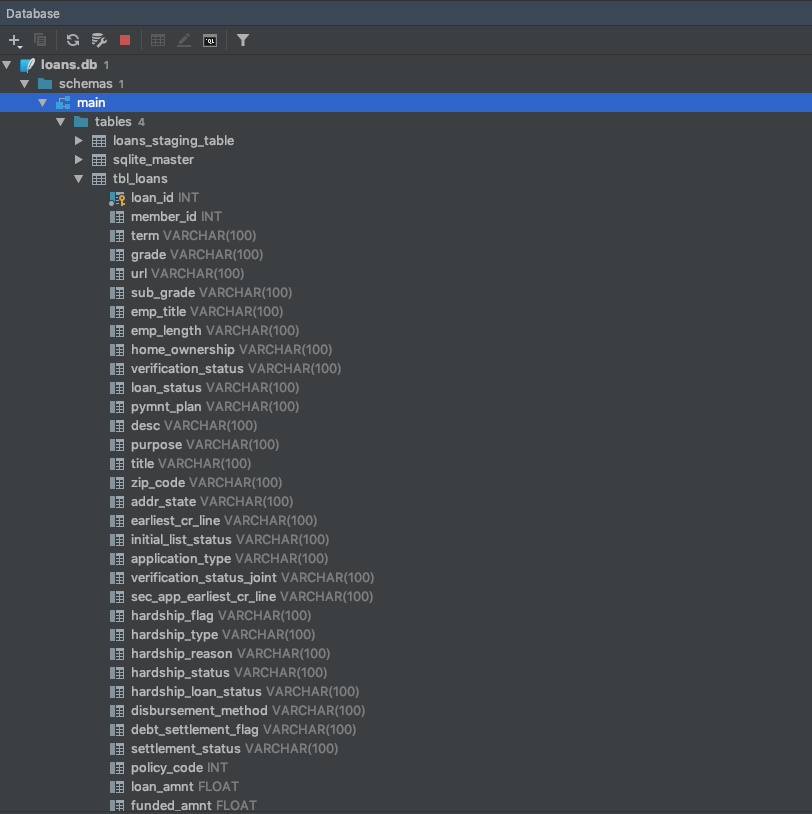 Database
loans.db 1
schemas 1
main
tables 4
loans_staging_table
sqlite_master
tbl_loans
loan_id INT
member_id INT
term VARCHAR(100)
grade VARCHAR(100)
url VARCHAR(100)
sub_grade VARCHAR(100)
emp_title VARCHAR(100)
emp_length VARCHAR(100)
home_ownership VARCHAR(100)
verification_status VARCHAR(100)
loan_status VARCHAR(100)
pymnt_plan VARCHAR(100)
desc VARCHAR(100)
purpose VARCHAR(100)
title VARCHAR(100)
zip_code VARCHAR(100)
addr_state VARCHAR(100)
earliest_cr_line VARCHAR(100)
initial_list_status VARCHAR(100)
application_type VARCHAR(100)
verification_status_joint VARCHAR(100)
sec_app_earliest_cr_line VARCHAR(100)
hardship_flag VARCHAR(100)
hardship_type VARCHAR(100)
hardship_reason VARCHAR(100)
hardship_status VARCHAR(100)
hardship_loan_status VARCHAR(100)
disbursement_method VARCHAR(100)
debt_settlement_flag VARCHAR(100)
settlement_status VARCHAR(100)
policy_code INT
loan_amnt FLOAT
funded_amnt FLOAT